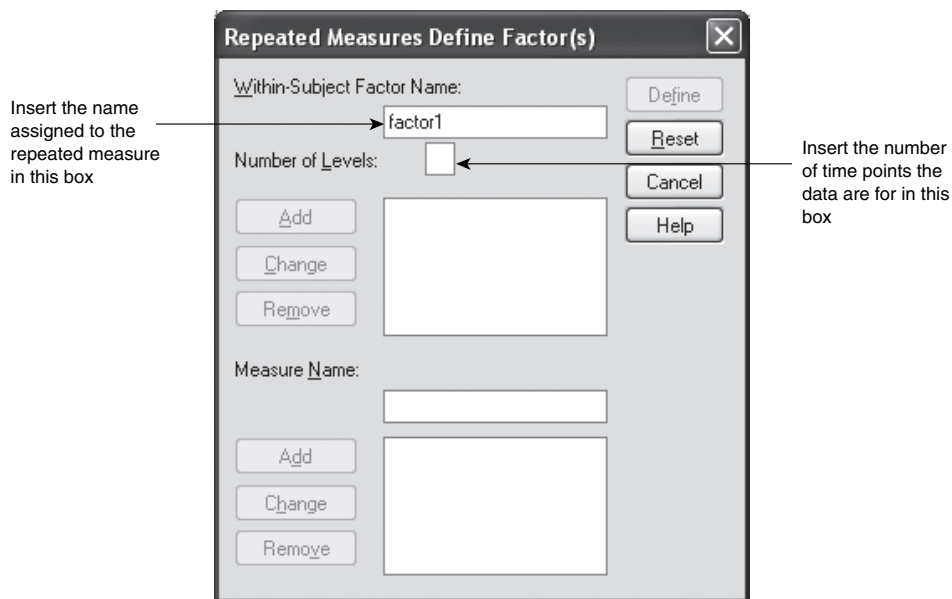 Repeated Measures Define Factor(s)
Within-Subject Factor Name:
factor1
Number of Levels:
Add
Change
Remove
Measure Name:
Add
Change
Remove
Define
Reset
Cancel
Help
Insert the name
assigned to the
repeated measure
in this box
Insert the number
of time points the
data are for in this
box